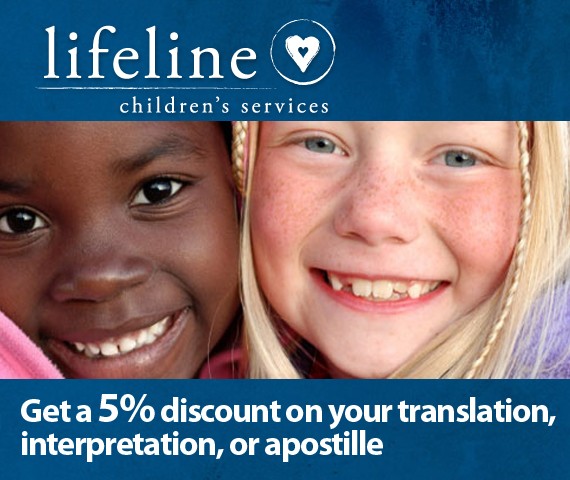 lifeline
children's services
Get a 5% discount on your translation,
interpretation, or apostille